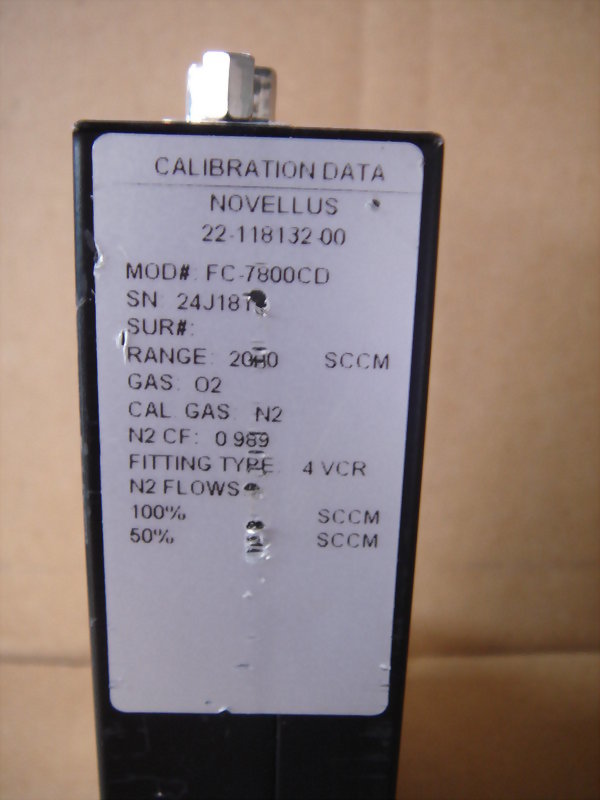 CALIBRATION DATA
NOVELLUS
22-118132-00
MOD#: FC-7800CD
SN: 
SUR#:
RANGE: 2000 SCCM
GAS: O2
CAL GAS: N2
N2 CF: 0.989
FITTING TYPE: 4 VCR
N2 FLOWS
100% SCCM
50% SCCM